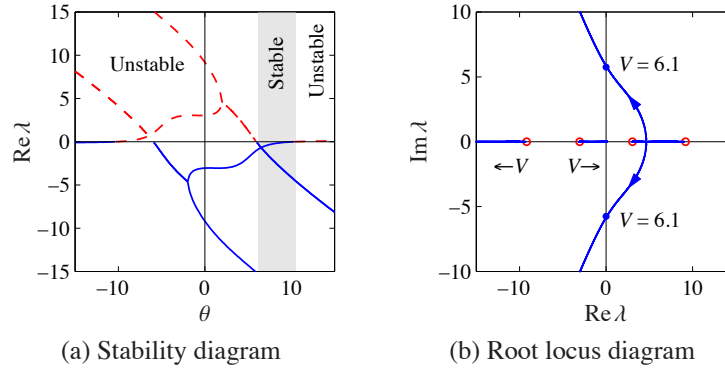 15
10
5
0
−5
−10
−15
Re λ
−10
0
10
θ
Unstable
Stable
Unstable
(a) Stability diagram
10
5
0
−5
−10
Im λ
−10
0
10
Re λ
V = 6.1
←V
V→
V = 6.1
(b) Root locus diagram